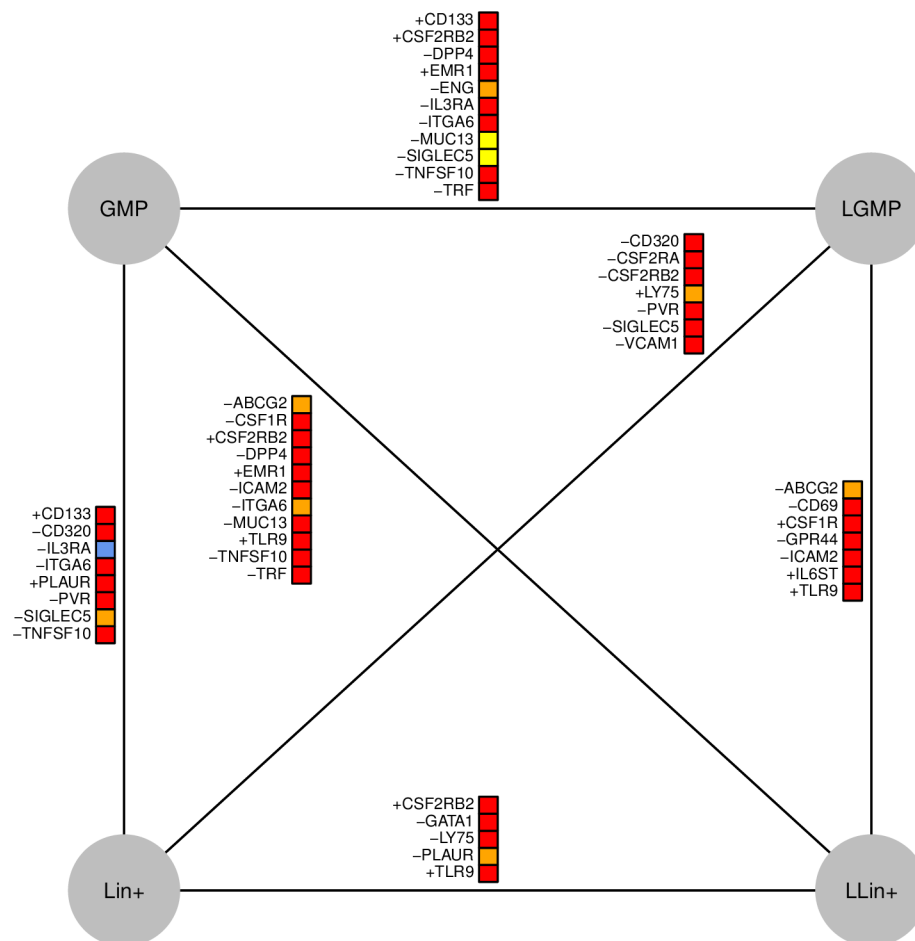 +CD133
+CSF2RB2
−DPP4
+EMR1
−ENG
−IL3RA
−ITGA6
−MUC13
−SIGLEC5
−TNFSF10
−TRF
GMP
LGMP
−CD320
−CSF2RA
−CSF2RB2
+LY75
−PVR
−SIGLEC5
−VCAM1
−ABCG2
−CSF1R
+CSF2RB2
−DPP4
+EMR1
−ICAM2
−ITGA6
−MUC13
+TLR9
−TNFSF10
−TRF
−ABCG2
−CD69
+CSF1R
−GPR44
−ICAM2
+IL6ST
+TLR9
+CD133
−CD320
−IL3RA
−ITGA6
+PLAUR
−PVR
−SIGLEC5
−TNFSF10
+CSF2RB2
−GATA1
−LY75
−PLAUR
+TLR9
Lin+
LLin+